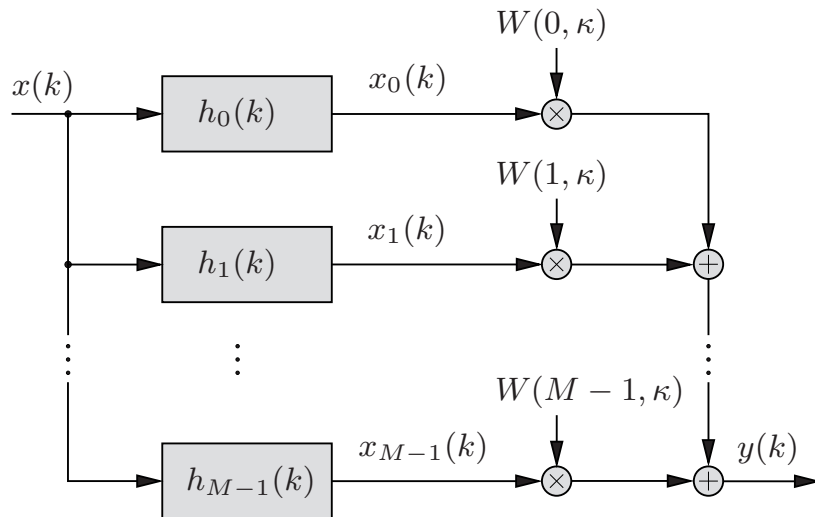 W(0, κ)
x(k)
h₀(k)
x₀(k)
×
W(1, κ)
h₁(k)
x₁(k)
×
+
⋮
⋮
⋮
W(M − 1, κ)
h_{M−1}(k)
x_{M−1}(k)
×
+
y(k)